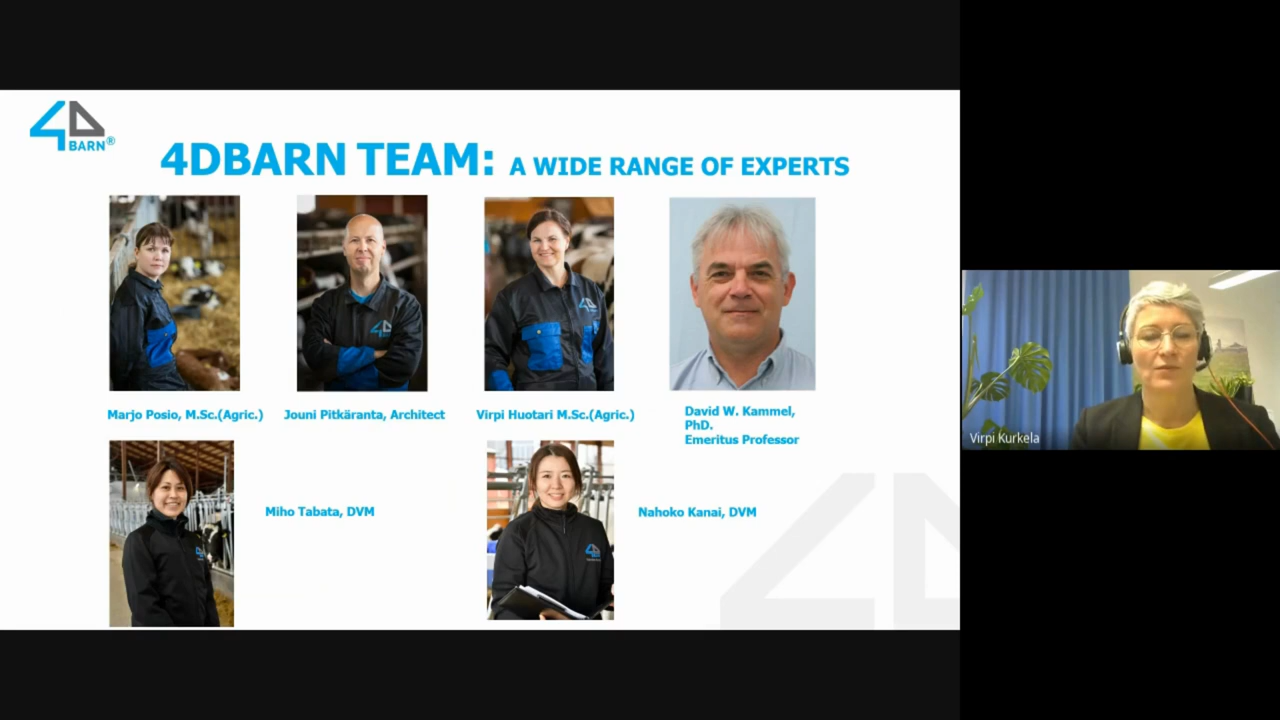 4D
BARN®
4DBARN TEAM: A WIDE RANGE OF EXPERTS
Marjo Posio, M.Sc.(Agric.)
Jouni Pitkäranta, Architect
Virpi Huotari M.Sc.(Agric.)
David W. Kammel,
PhD.
Emeritus Professor
Miho Tabata, DVM
Nahoko Kanai, DVM
Virpi Kurkela